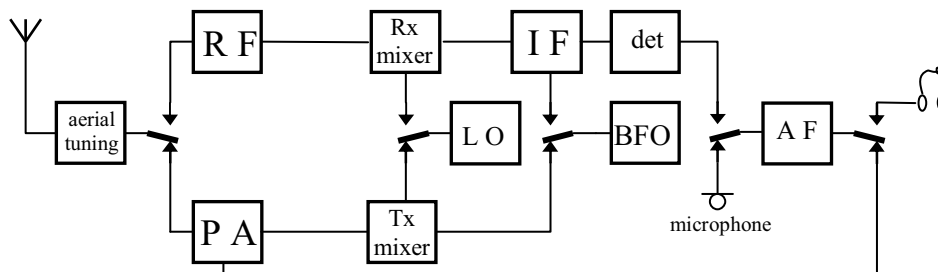 R F
Rx
mixer
I F
det
aerial
tuning
L O
BFO
A F
P A
Tx
mixer
microphone